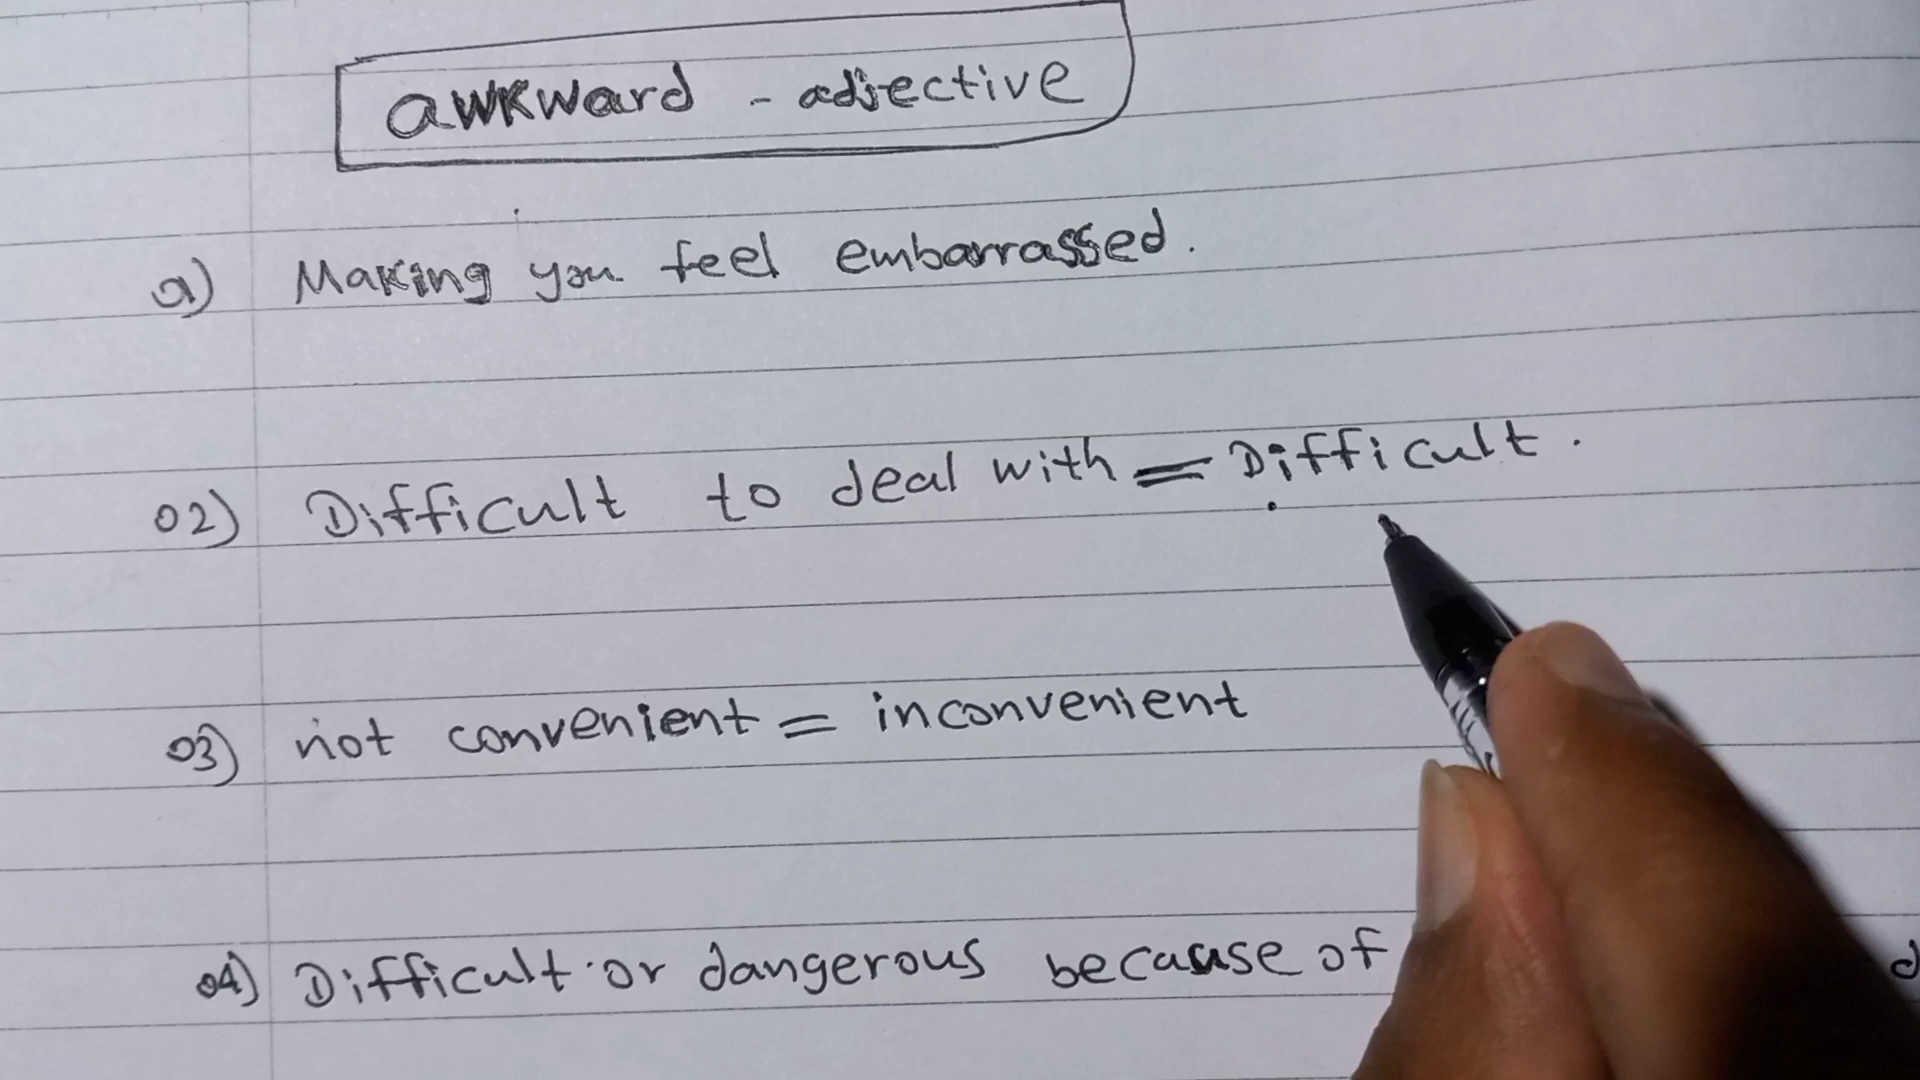 awkward - adjective
a) Making you feel embarrassed.
02) Difficult to deal with = Difficult.
03) not convenient = inconvenient
04) Difficult or dangerous because of